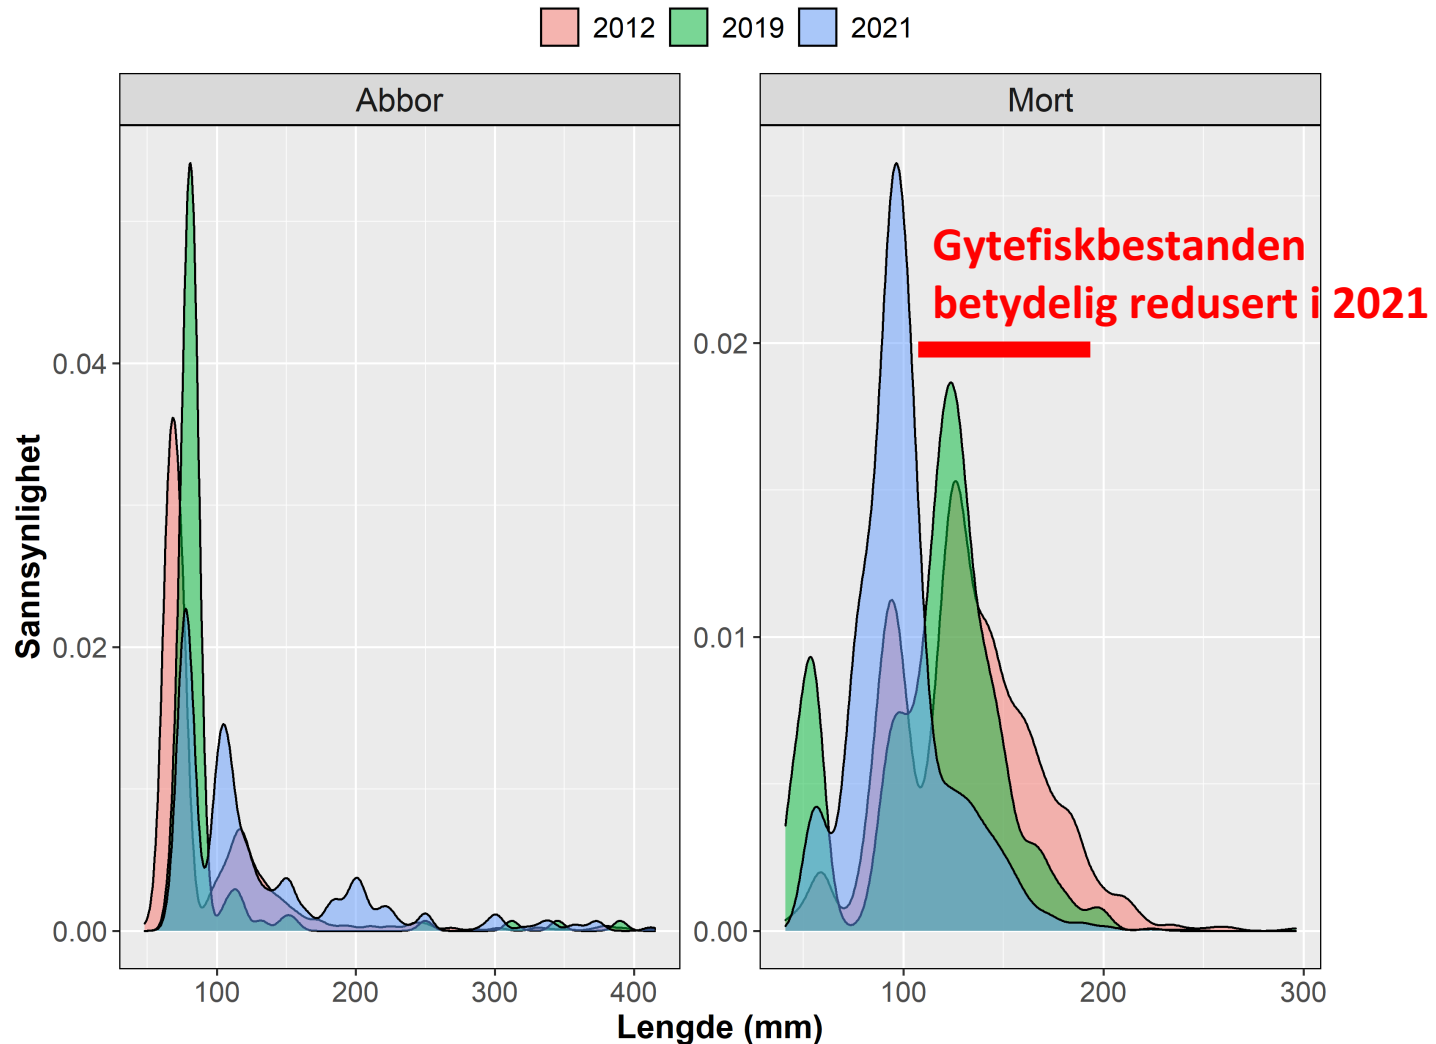 2012 2019 2021
Abbor
Mort
Gytefiskbestanden
betydelig redusert i 2021
Sannsynlighet
0.04
0.02
0.00
0.02
0.01
0.00
100 200 300 400
100 200 300
Lengde (mm)